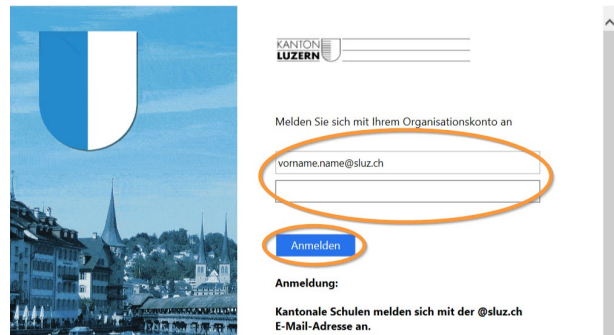 KANTON
LUZERN
Melden Sie sich mit Ihrem Organisationskonto an
vorname.name@sluz.ch
Anmelden
Anmeldung:
Kantonale Schulen melden sich mit der @sluz.ch
E-Mail-Adresse an.